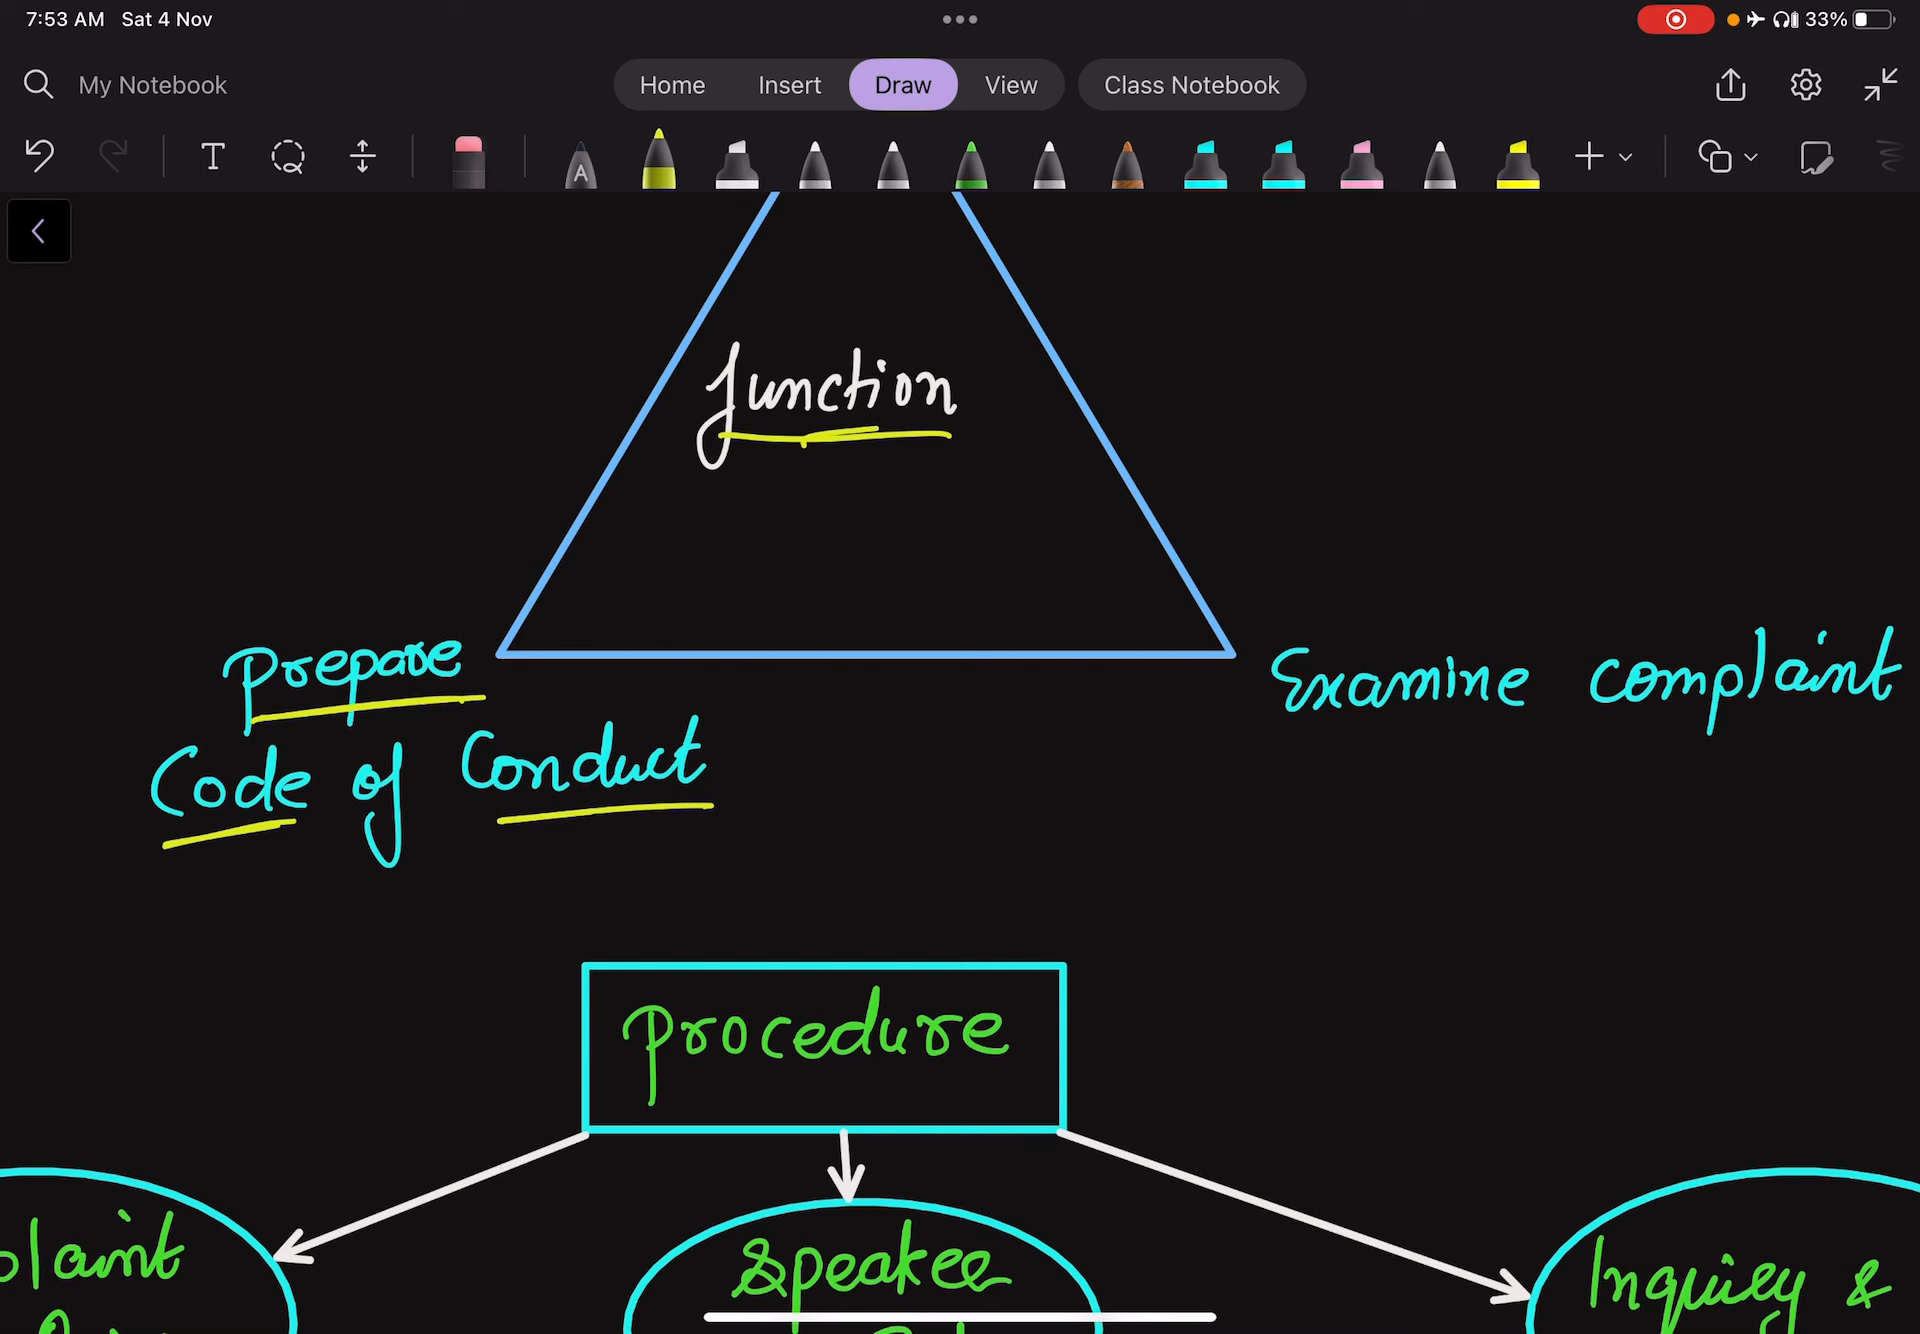 7:53 AM Sat 4 Nov
33%
My Notebook
Home Insert Draw View Class Notebook
T
A
function
Prepare
Code of Conduct
Examine complaint
Procedure
plaint
Speaker
Inquiry &